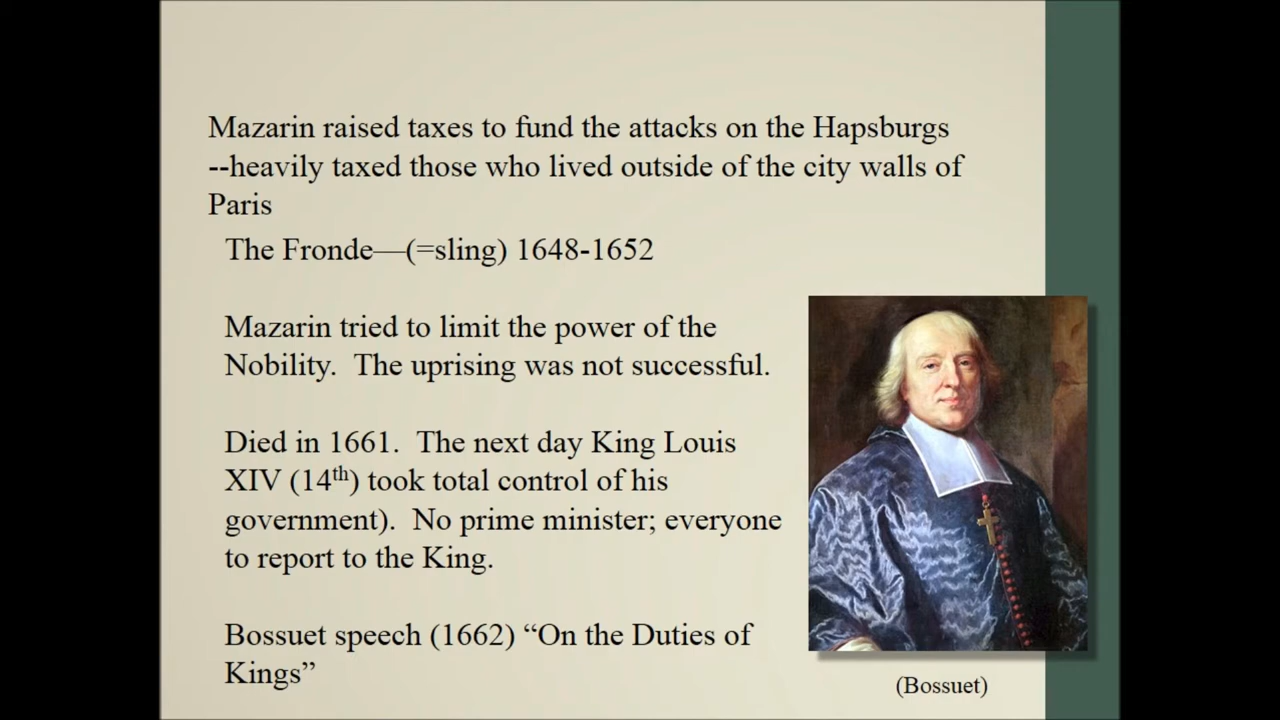 Mazarin raised taxes to fund the attacks on the Hapsburgs
--heavily taxed those who lived outside of the city walls of
Paris
The Fronde—(=sling) 1648-1652
Mazarin tried to limit the power of the
Nobility.  The uprising was not successful.
Died in 1661.  The next day King Louis
XIV (14th) took total control of his
government).  No prime minister; everyone
to report to the King.
Bossuet speech (1662) “On the Duties of
Kings”
(Bossuet)